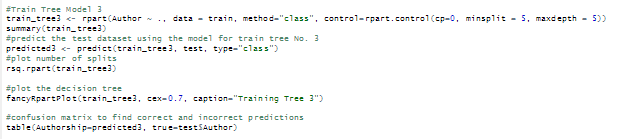 #Train Tree Model 3
train_tree3 <- rpart(Author ~ ., data = train, method="class", control=rpart.control(cp=0, minsplit = 5, maxdepth = 5))
summary(train_tree3)
#predict the test dataset using the model for train tree No. 3
predicted3 <- predict(train_tree3, test, type="class")
#plot number of splits
rsq.rpart(train_tree3)
#plot the decision tree
fancyRpartPlot(train_tree3, cex=0.7, caption="Training Tree 3")
#confusion matrix to find correct and incorrect predictions
table(Authorship=predicted3, true=test$Author)